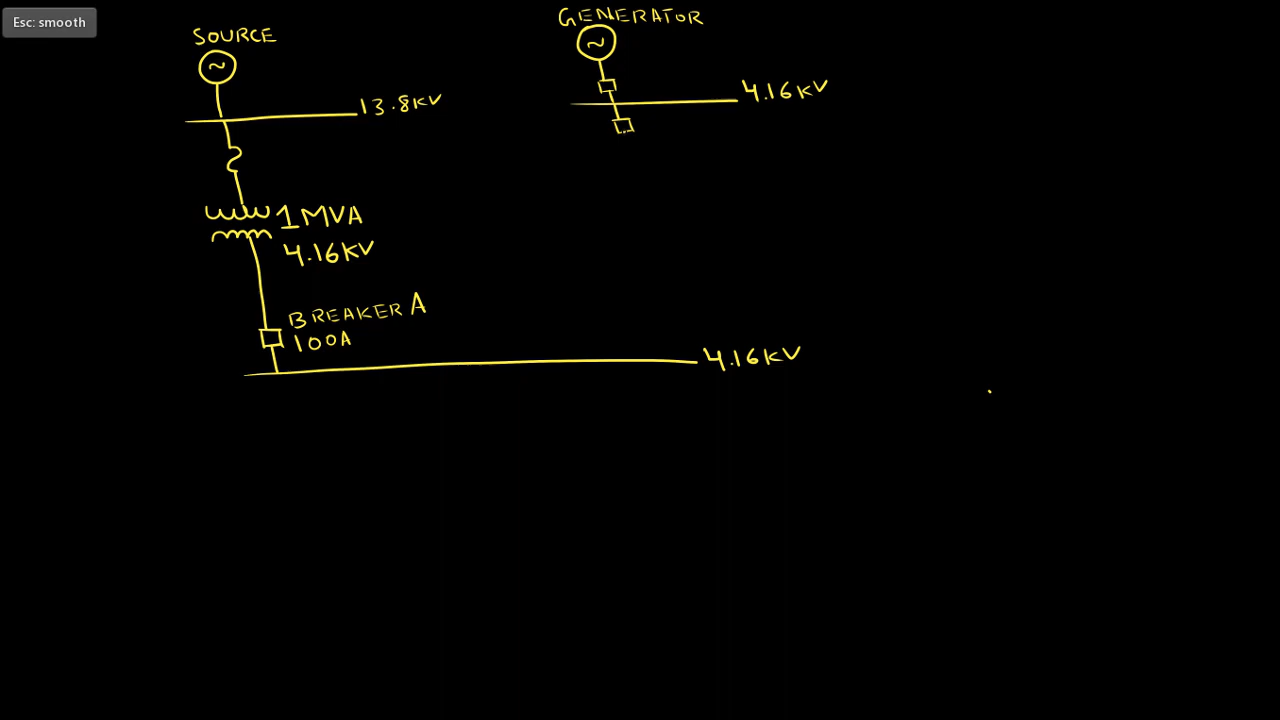 Esc: smooth
SOURCE
~
13.8KV
1MVA
4.16KV
BREAKER A
100A
4.16KV
GENERATOR
~
4.16KV